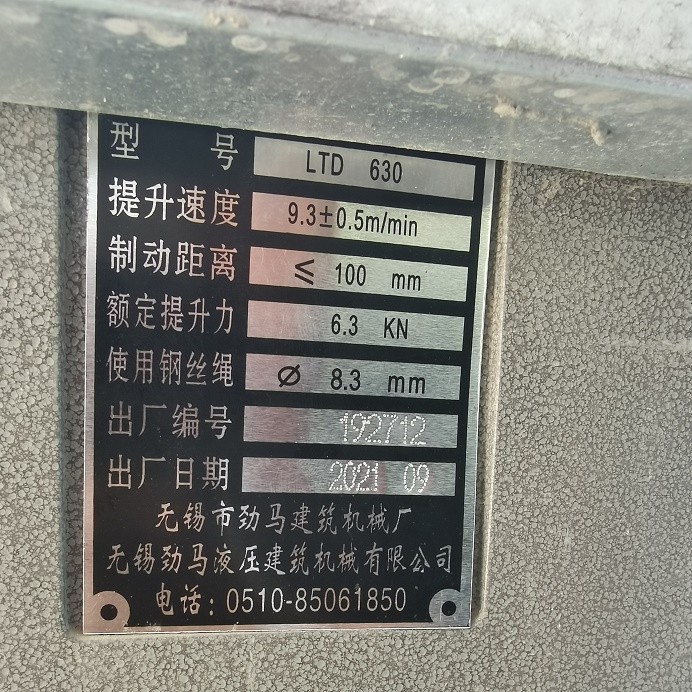 型号 LTD 630
提升速度 9.3±0.5m/min
制动距离 ≤ 100 mm
额定提升力 6.3 KN
使用钢丝绳 Ø 8.3 mm
出厂编号 192712
出厂日期 2021 09
无锡市劲马建筑机械厂
无锡劲马液压建筑机械有限公司
电话：0510-85061850